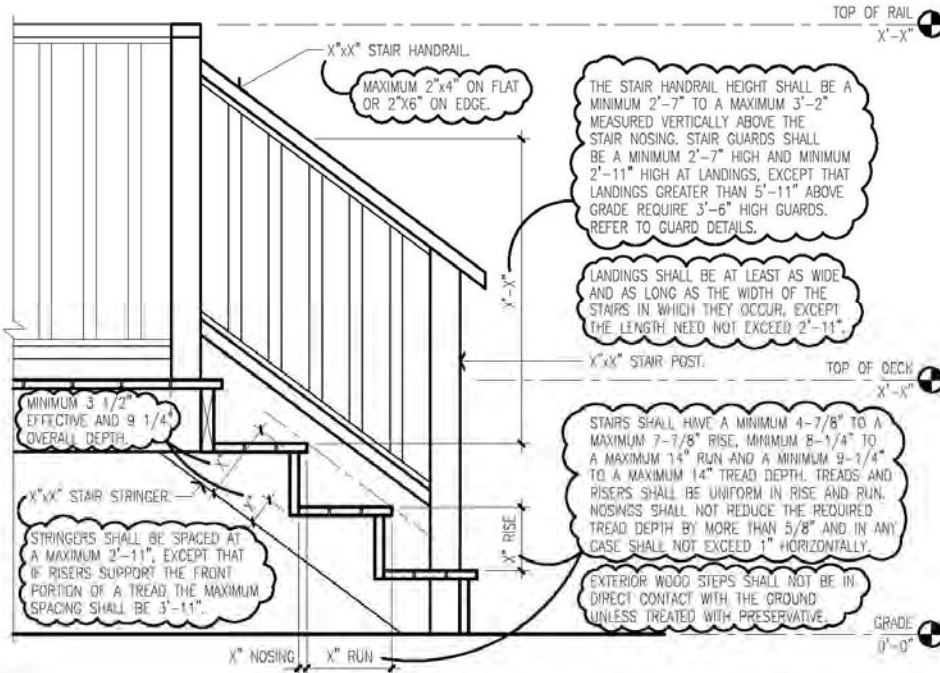 TOP OF RAIL
X'-X"
X"xX" STAIR HANDRAIL.
MAXIMUM 2"x4" ON FLAT
OR 2"X6" ON EDGE.
THE STAIR HANDRAIL HEIGHT SHALL BE A
MINIMUM 2'-7" TO A MAXIMUM 3'-2"
MEASURED VERTICALLY ABOVE THE
STAIR NOSING. STAIR GUARDS SHALL
BE A MINIMUM 2'-7" HIGH AND MINIMUM
2'-11" HIGH AT LANDINGS, EXCEPT THAT
LANDINGS GREATER THAN 5'-11" ABOVE
GRADE REQUIRE 3'-6" HIGH GUARDS.
REFER TO GUARD DETAILS.
X'-X"
LANDINGS SHALL BE AT LEAST AS WIDE
AND AS LONG AS THE WIDTH OF THE
STAIRS IN WHICH THEY OCCUR, EXCEPT
THE LENGTH NEED NOT EXCEED 2'-11".
X"xX" STAIR POST.
TOP OF DECK
X'-X"
MINIMUM 3 1/2"
EFFECTIVE AND 9 1/4"
OVERALL DEPTH.
X"
X"
X"xX" STAIR STRINGER.
STRINGERS SHALL BE SPACED AT
A MAXIMUM 2'-11", EXCEPT THAT
IF RISERS SUPPORT THE FRONT
PORTION OF A TREAD, THE MAXIMUM
SPACING SHALL BE 3'-11".
X" RISE
STAIRS SHALL HAVE A MINIMUM 4-7/8" TO A
MAXIMUM 7-7/8" RISE, MINIMUM 8-1/4" TO
A MAXIMUM 14" RUN AND A MINIMUM 9-1/4"
TO A MAXIMUM 14" TREAD DEPTH. TREADS AND
RISERS SHALL BE UNIFORM IN RISE AND RUN.
NOSINGS SHALL NOT REDUCE THE REQUIRED
TREAD DEPTH BY MORE THAN 5/8" AND IN ANY
CASE SHALL NOT EXCEED 1" HORIZONTALLY.
EXTERIOR WOOD STEPS SHALL NOT BE IN
DIRECT CONTACT WITH THE GROUND
UNLESS TREATED WITH PRESERVATIVE.
GRADE
0'-0"
X" NOSING
X" RUN